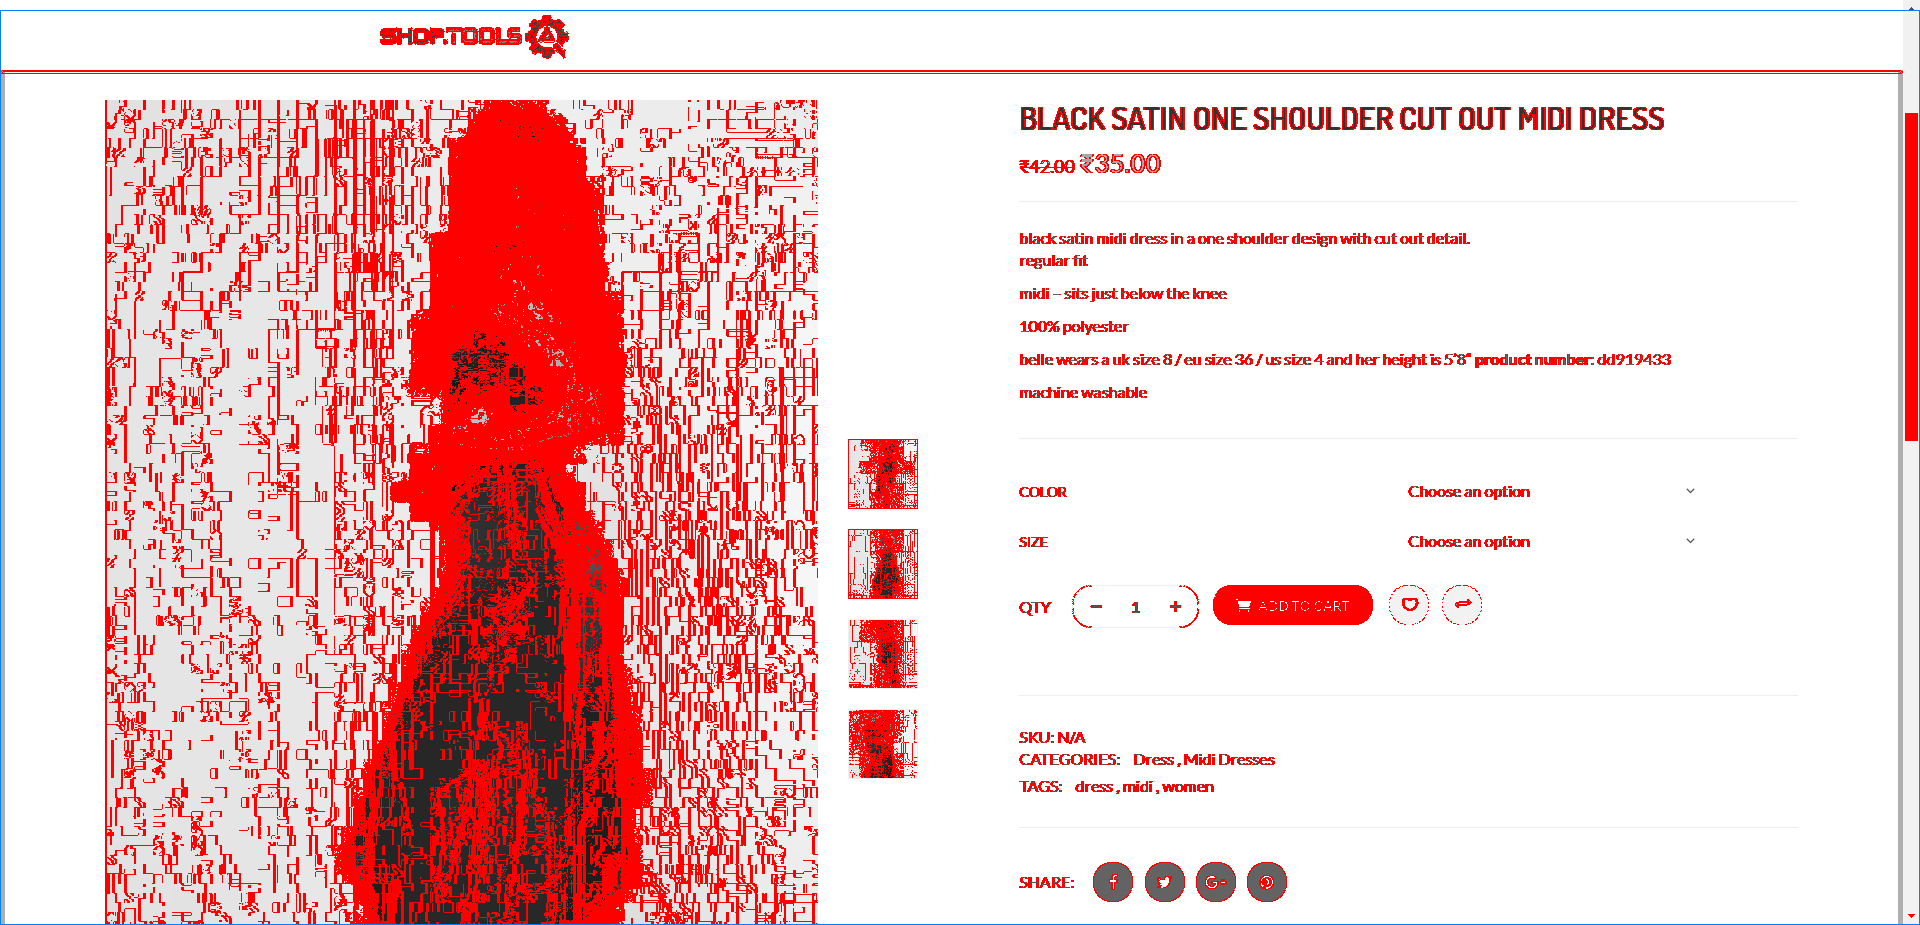 SHOP.TOOLS
BLACK SATIN ONE SHOULDER CUT OUT MIDI DRESS
₹42.00 ₹35.00
black satin midi dress in a one shoulder design with cut out detail.
regular fit
midi – sits just below the knee
100% polyester
belle wears a uk size 8 / eu size 36 / us size 4 and her height is 5'8" product number: dd919433
machine washable
COLOR Choose an option
SIZE Choose an option
QTY − 1 + ADD TO CART
SKU: N/A
CATEGORIES: Dress , Midi Dresses
TAGS: dress , midi , women
SHARE: